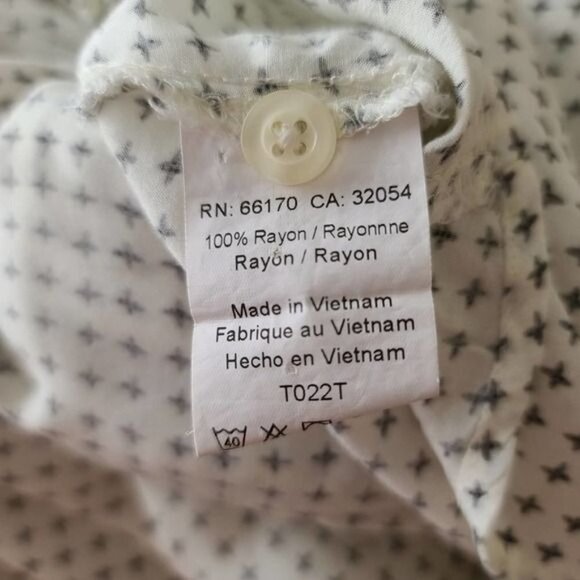 RN: 66170 CA: 32054
100% Rayon / Rayonnne
Rayón / Rayon
Made in Vietnam
Fabrique au Vietnam
Hecho en Vietnam
T022T
40